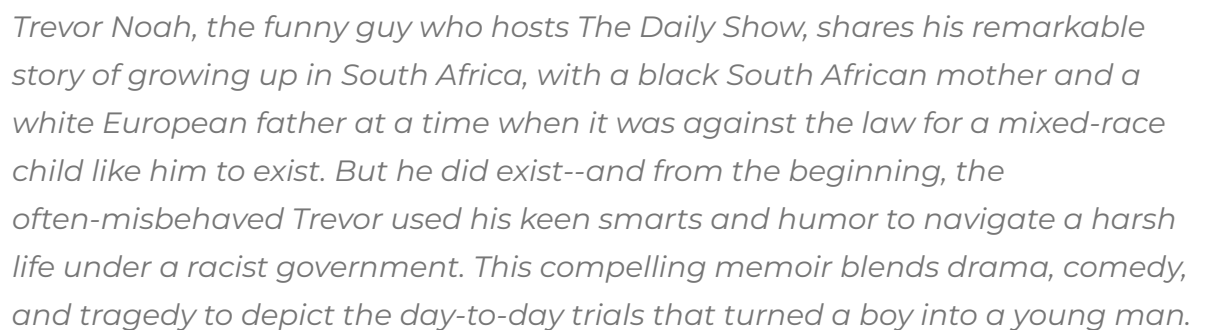 Trevor Noah, the funny guy who hosts The Daily Show, shares his remarkable
story of growing up in South Africa, with a black South African mother and a
white European father at a time when it was against the law for a mixed-race
child like him to exist. But he did exist--and from the beginning, the
often-misbehaved Trevor used his keen smarts and humor to navigate a harsh
life under a racist government. This compelling memoir blends drama, comedy,
and tragedy to depict the day-to-day trials that turned a boy into a young man.